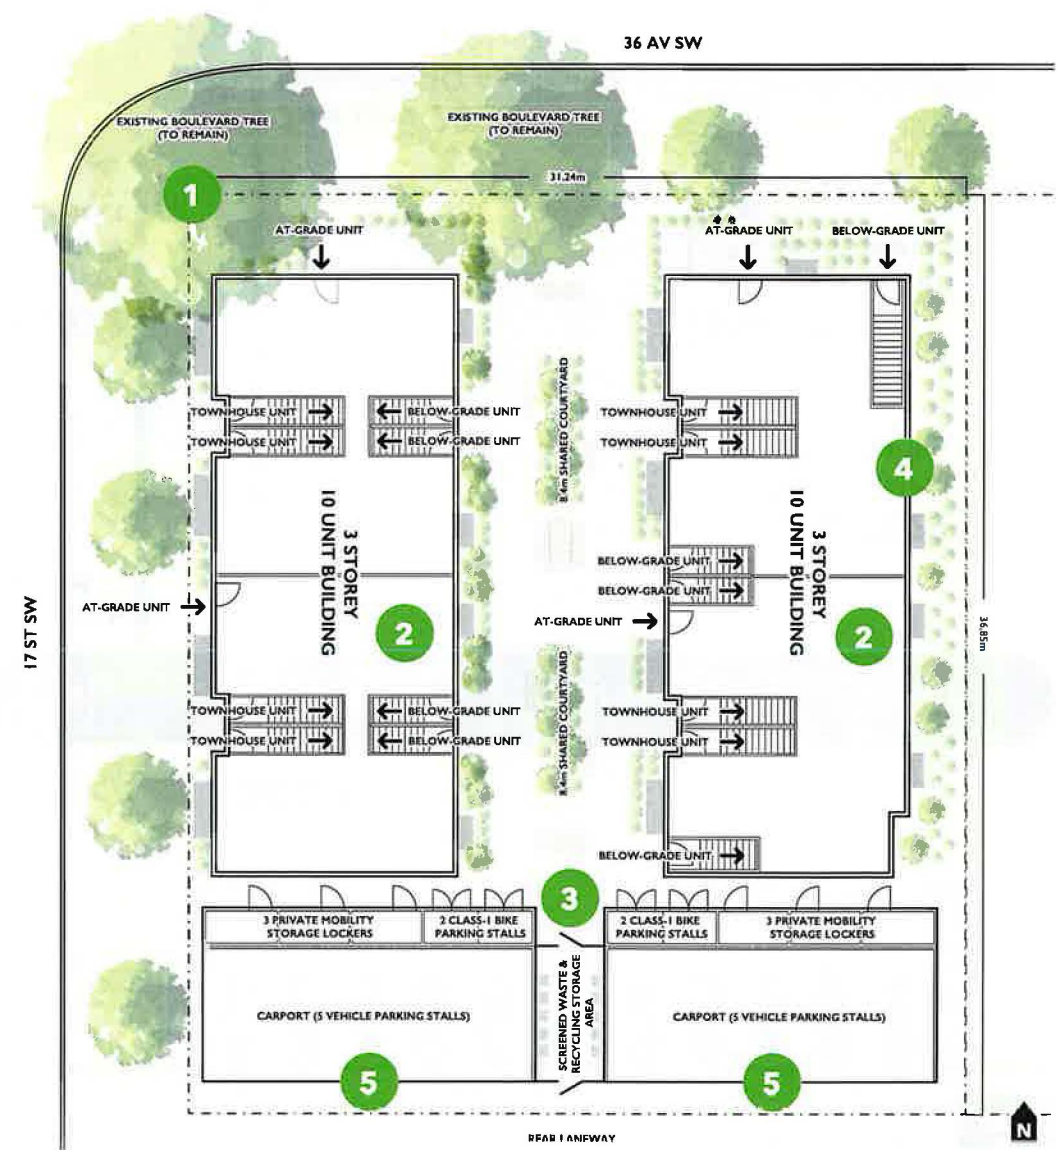 36 AV SW
EXISTING BOULEVARD TREE
(TO REMAIN)
EXISTING BOULEVARD TREE
(TO REMAIN)
31.24m
1
AT-GRADE UNIT
AT-GRADE UNIT
BELOW-GRADE UNIT
TOWNHOUSE UNIT
BELOW-GRADE UNIT
TOWNHOUSE UNIT
TOWNHOUSE UNIT
BELOW-GRADE UNIT
TOWNHOUSE UNIT
8.4m SHARED COURTYARD
4
3 STOREY
10 UNIT BUILDING
3 STOREY
10 UNIT BUILDING
BELOW-GRADE UNIT
BELOW-GRADE UNIT
17 ST SW
AT-GRADE UNIT
2
AT-GRADE UNIT
2
36.85m
TOWNHOUSE UNIT
BELOW-GRADE UNIT
TOWNHOUSE UNIT
TOWNHOUSE UNIT
BELOW-GRADE UNIT
TOWNHOUSE UNIT
8.4m SHARED COURTYARD
BELOW-GRADE UNIT
3
3 PRIVATE MOBILITY
STORAGE LOCKERS
2 CLASS-1 BIKE
PARKING STALLS
2 CLASS-1 BIKE
PARKING STALLS
3 PRIVATE MOBILITY
STORAGE LOCKERS
CARPORT (5 VEHICLE PARKING STALLS)
SCREENED WASTE &
RECYCLING STORAGE
AREA
CARPORT (5 VEHICLE PARKING STALLS)
5
5
REAR LANEWAY
N